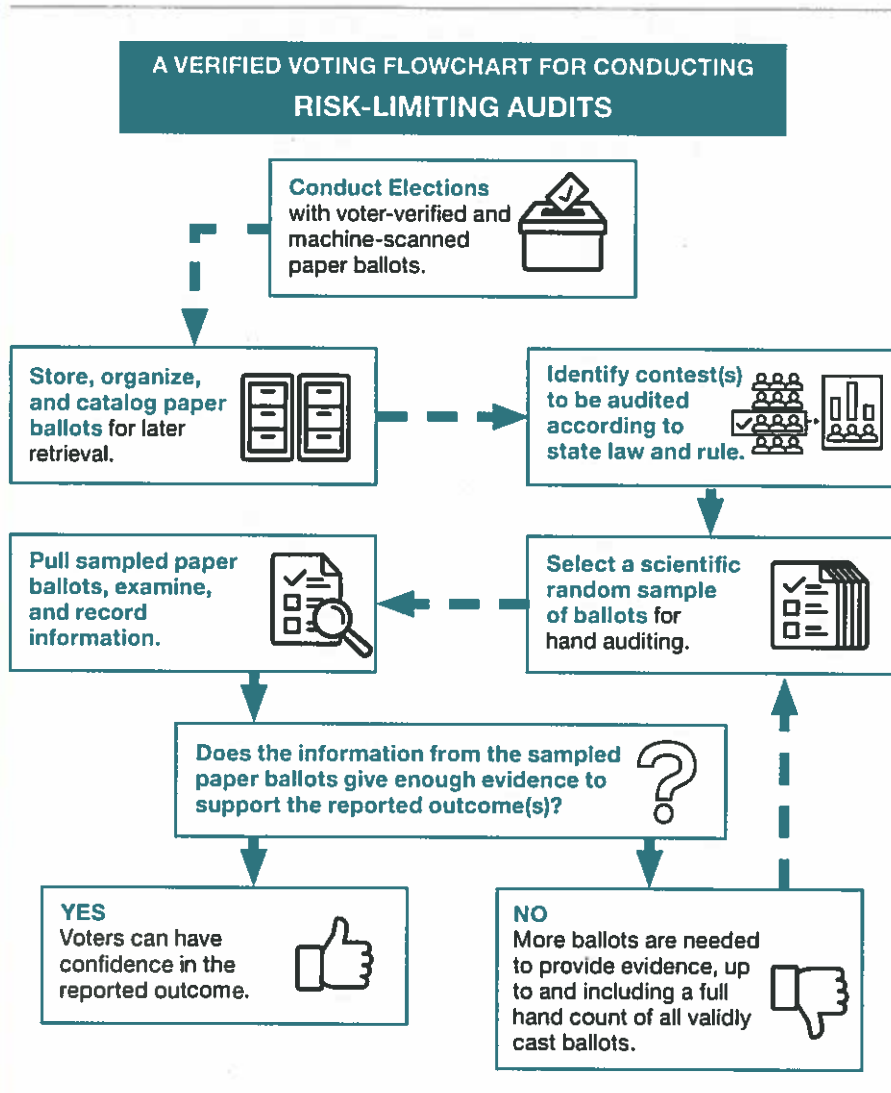 A VERIFIED VOTING FLOWCHART FOR CONDUCTING
RISK-LIMITING AUDITS
Conduct Elections
with voter-verified and
machine-scanned
paper ballots.
Store, organize,
and catalog paper
ballots for later
retrieval.
Identify contest(s)
to be audited
according to
state law and rule.
Pull sampled paper
ballots, examine,
and record
information.
Select a scientific
random sample
of ballots for
hand auditing.
Does the information from the sampled
paper ballots give enough evidence to
support the reported outcome(s)?
YES
Voters can have
confidence in the
reported outcome.
NO
More ballots are needed
to provide evidence, up
to and including a full
hand count of all validly
cast ballots.